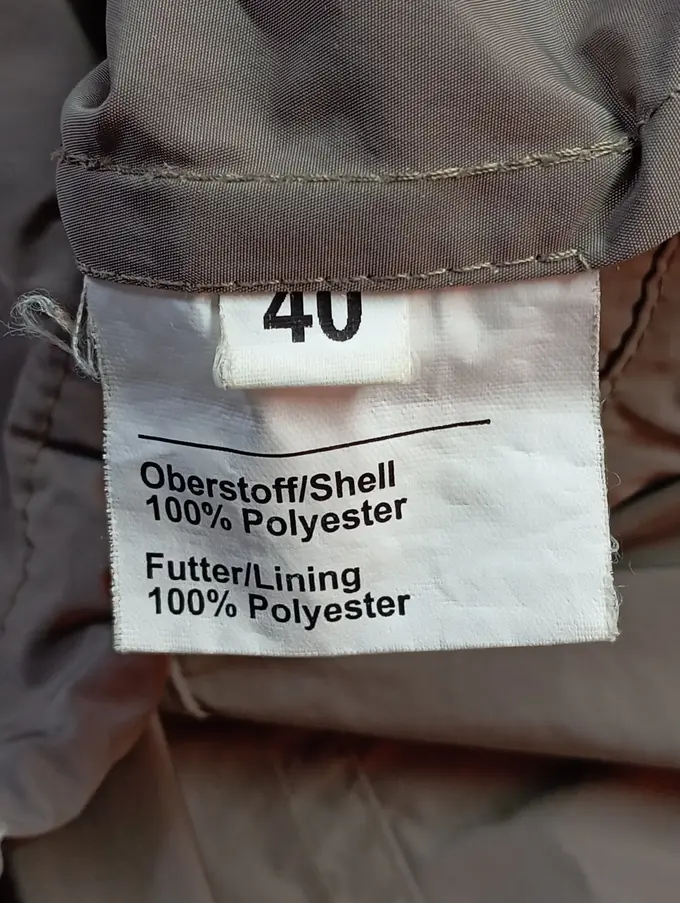 40
Oberstoff/Shell
100% Polyester
Futter/Lining
100% Polyester